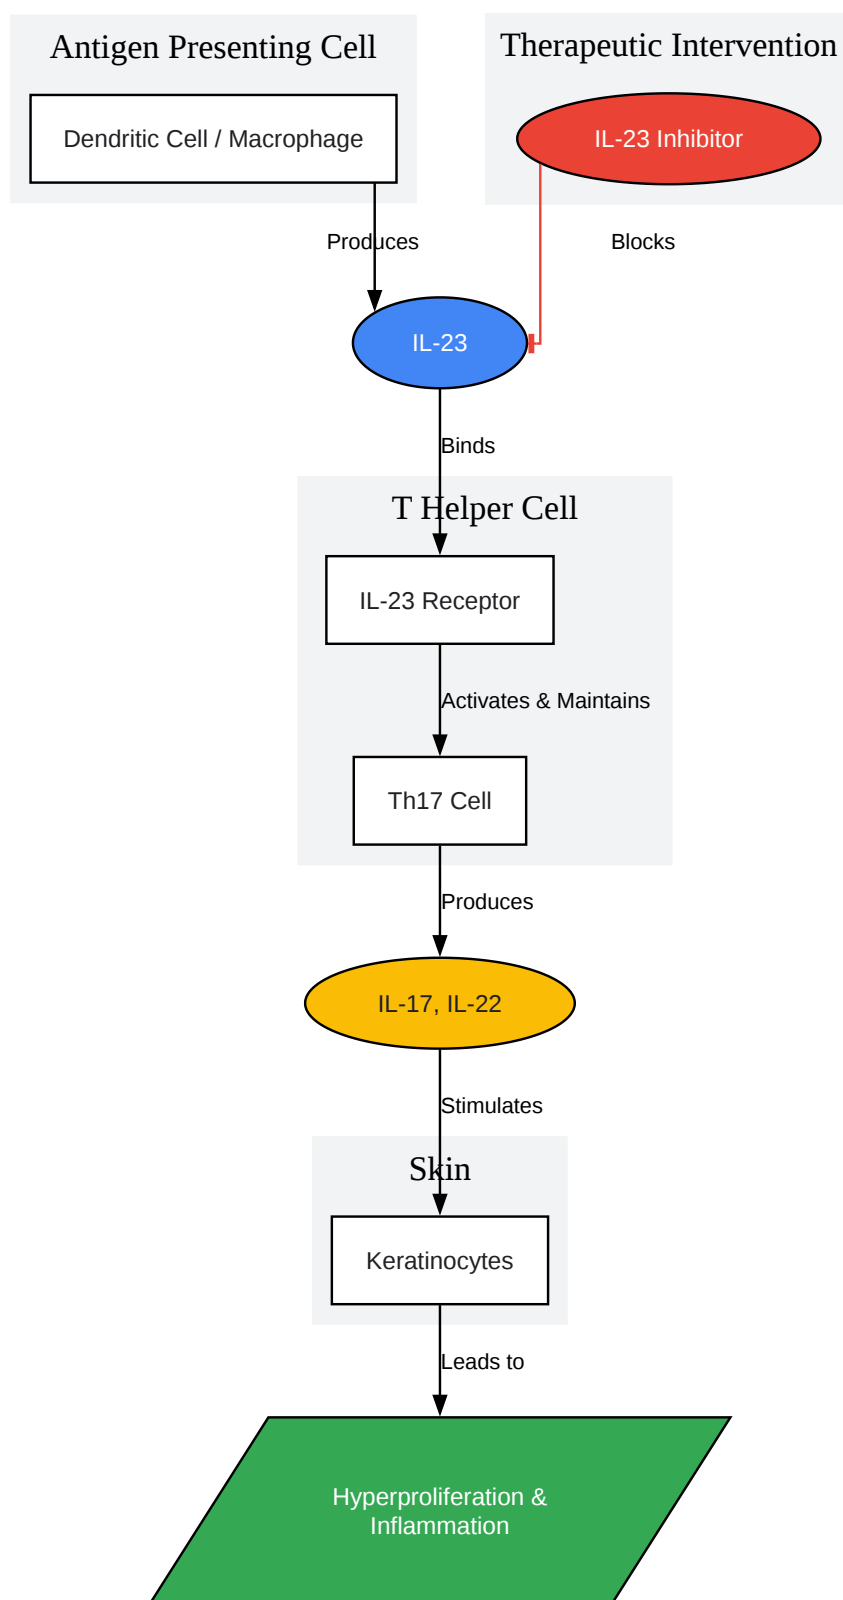 Antigen Presenting Cell
Therapeutic Intervention
Dendritic Cell / Macrophage
IL-23 Inhibitor
Produces
Blocks
IL-23
Binds
T Helper Cell
IL-23 Receptor
Activates & Maintains
Th17 Cell
Produces
IL-17, IL-22
Stimulates
Skin
Keratinocytes
Leads to
Hyperproliferation &
Inflammation